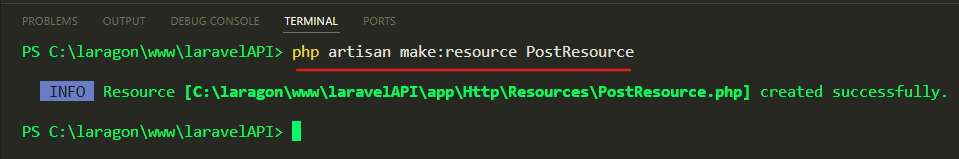 PROBLEMS OUTPUT DEBUG CONSOLE TERMINAL PORTS
PS C:\laragon\www\laravelAPI> php artisan make:resource PostResource
INFO Resource [C:\laragon\www\laravelAPI\app\Http\Resources\PostResource.php] created successfully.
PS C:\laragon\www\laravelAPI>